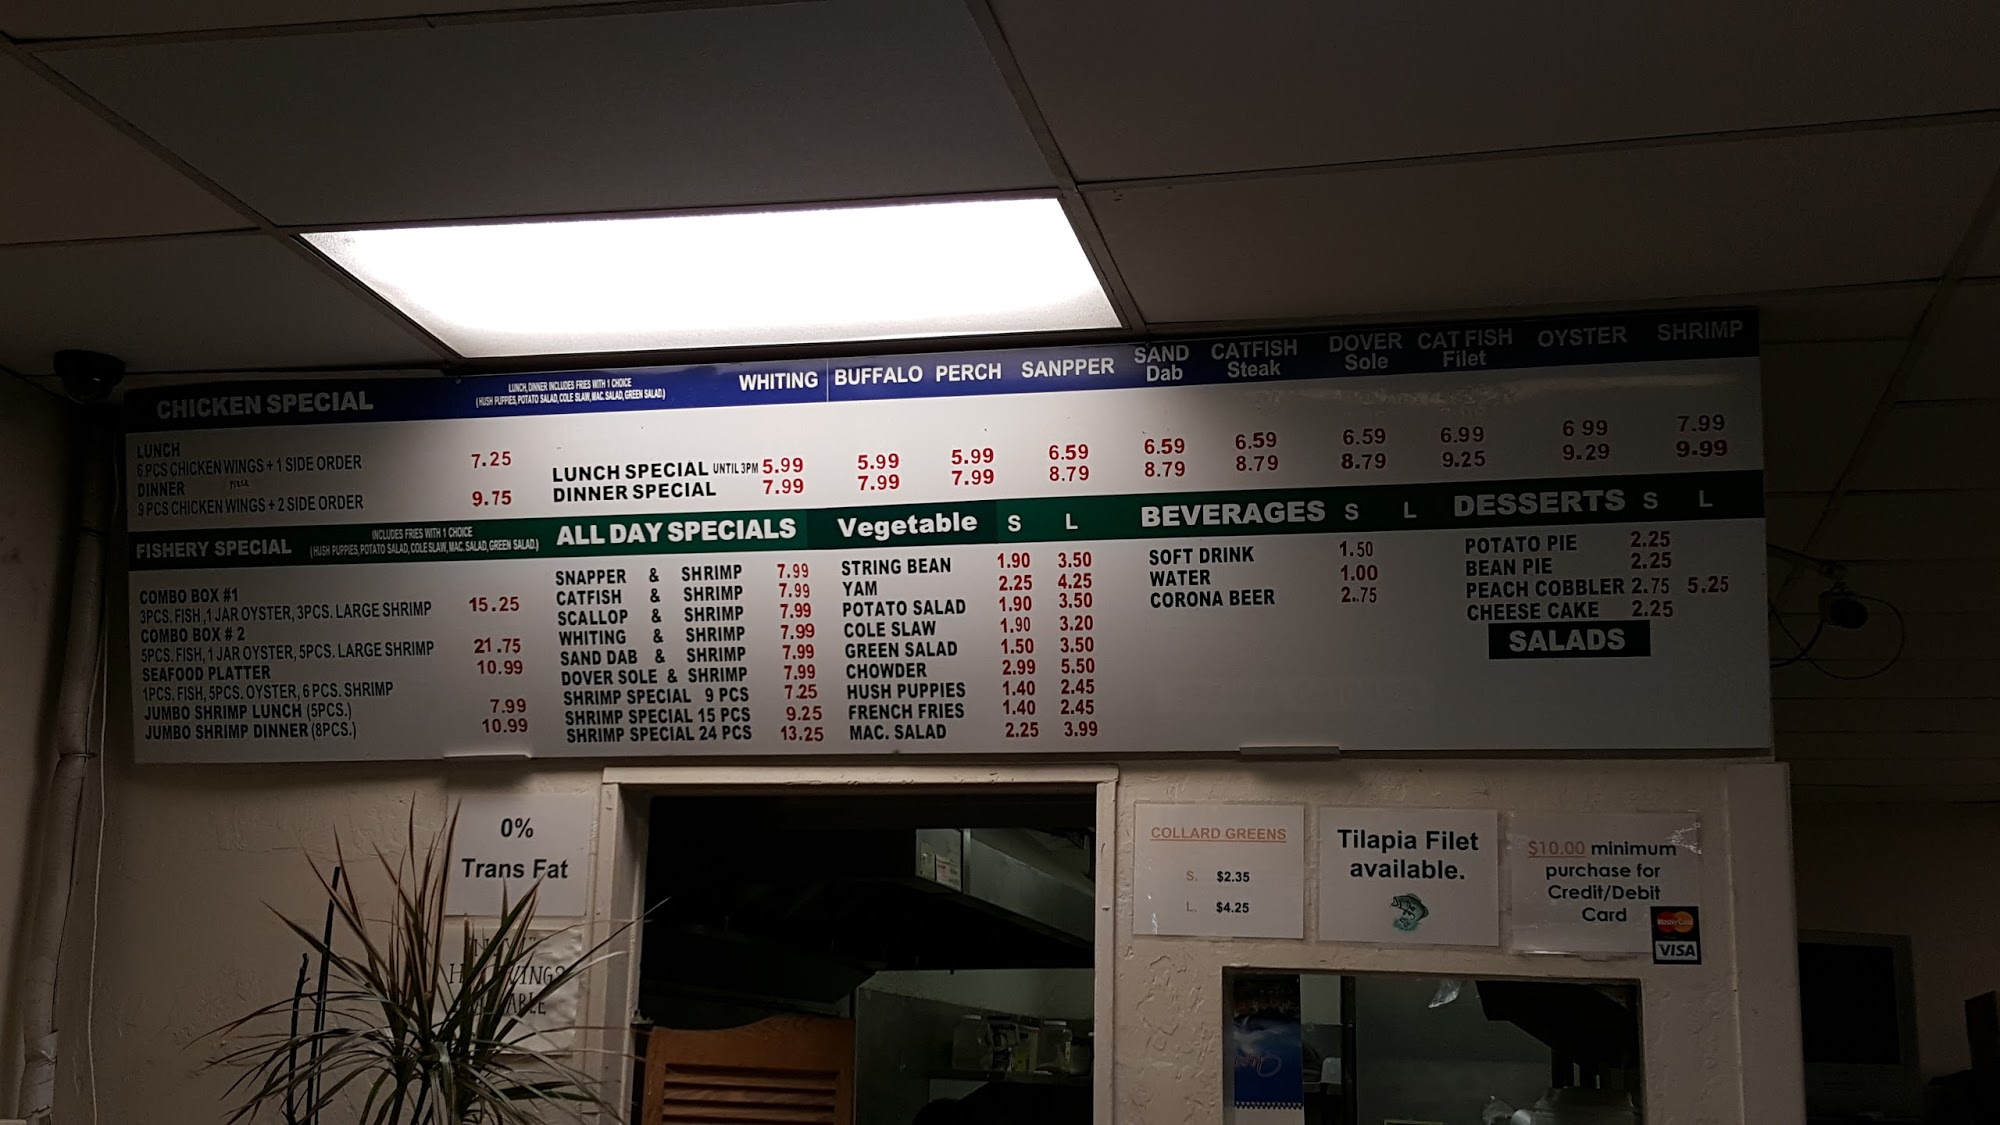 CHICKEN SPECIAL
LUNCH, DINNER INCLUDES FRIES WITH 1 CHOICE
(HUSH PUPPIES, POTATO SALAD, COLE SLAW, MAC. SALAD, GREEN SALAD.)
WHITING BUFFALO PERCH SANPPER SAND Dab CATFISH Steak DOVER Sole CAT FISH Filet OYSTER SHRIMP
LUNCH
6 PCS CHICKEN WINGS + 1 SIDE ORDER 7.25
DINNER
9 PCS CHICKEN WINGS + 2 SIDE ORDER 9.75
LUNCH SPECIAL UNTIL 3PM 5.99 5.99 5.99 6.59 6.59 6.59 6.59 6.99 6 99 7.99
DINNER SPECIAL 7.99 7.99 7.99 8.79 8.79 8.79 8.79 9.25 9.29 9.99
FISHERY SPECIAL
INCLUDES FRIES WITH 1 CHOICE
(HUSH PUPPIES, POTATO SALAD, COLE SLAW, MAC. SALAD, GREEN SALAD.)
COMBO BOX #1
3PCS. FISH, 1 JAR OYSTER, 3PCS. LARGE SHRIMP 15.25
COMBO BOX # 2
5PCS. FISH, 1 JAR OYSTER, 5PCS. LARGE SHRIMP 21.75
SEAFOOD PLATTER 10.99
1PCS. FISH, 5PCS. OYSTER, 6 PCS. SHRIMP
JUMBO SHRIMP LUNCH (5PCS.) 7.99
JUMBO SHRIMP DINNER (8PCS.) 10.99
ALL DAY SPECIALS
SNAPPER & SHRIMP 7.99
CATFISH & SHRIMP 7.99
SCALLOP & SHRIMP 7.99
WHITING & SHRIMP 7.99
SAND DAB & SHRIMP 7.99
DOVER SOLE & SHRIMP 7.99
SHRIMP SPECIAL 9 PCS 7.25
SHRIMP SPECIAL 15 PCS 9.25
SHRIMP SPECIAL 24 PCS 13.25
Vegetable S L
STRING BEAN 1.90 3.50
YAM 2.25 4.25
POTATO SALAD 1.90 3.50
COLE SLAW 1.90 3.20
GREEN SALAD 1.50 3.50
CHOWDER 2.99 5.50
HUSH PUPPIES 1.40 2.45
FRENCH FRIES 1.40 2.45
MAC. SALAD 2.25 3.99
BEVERAGES S L
SOFT DRINK 1.50
WATER 1.00
CORONA BEER 2.75
DESSERTS S L
POTATO PIE 2.25
BEAN PIE 2.25
PEACH COBBLER 2.75 5.25
CHEESE CAKE 2.25
SALADS
0%
Trans Fat
COLLARD GREENS
S. $2.35
L. $4.25
Tilapia Filet
available.
$10.00 minimum
purchase for
Credit/Debit
Card
MasterCard
VISA